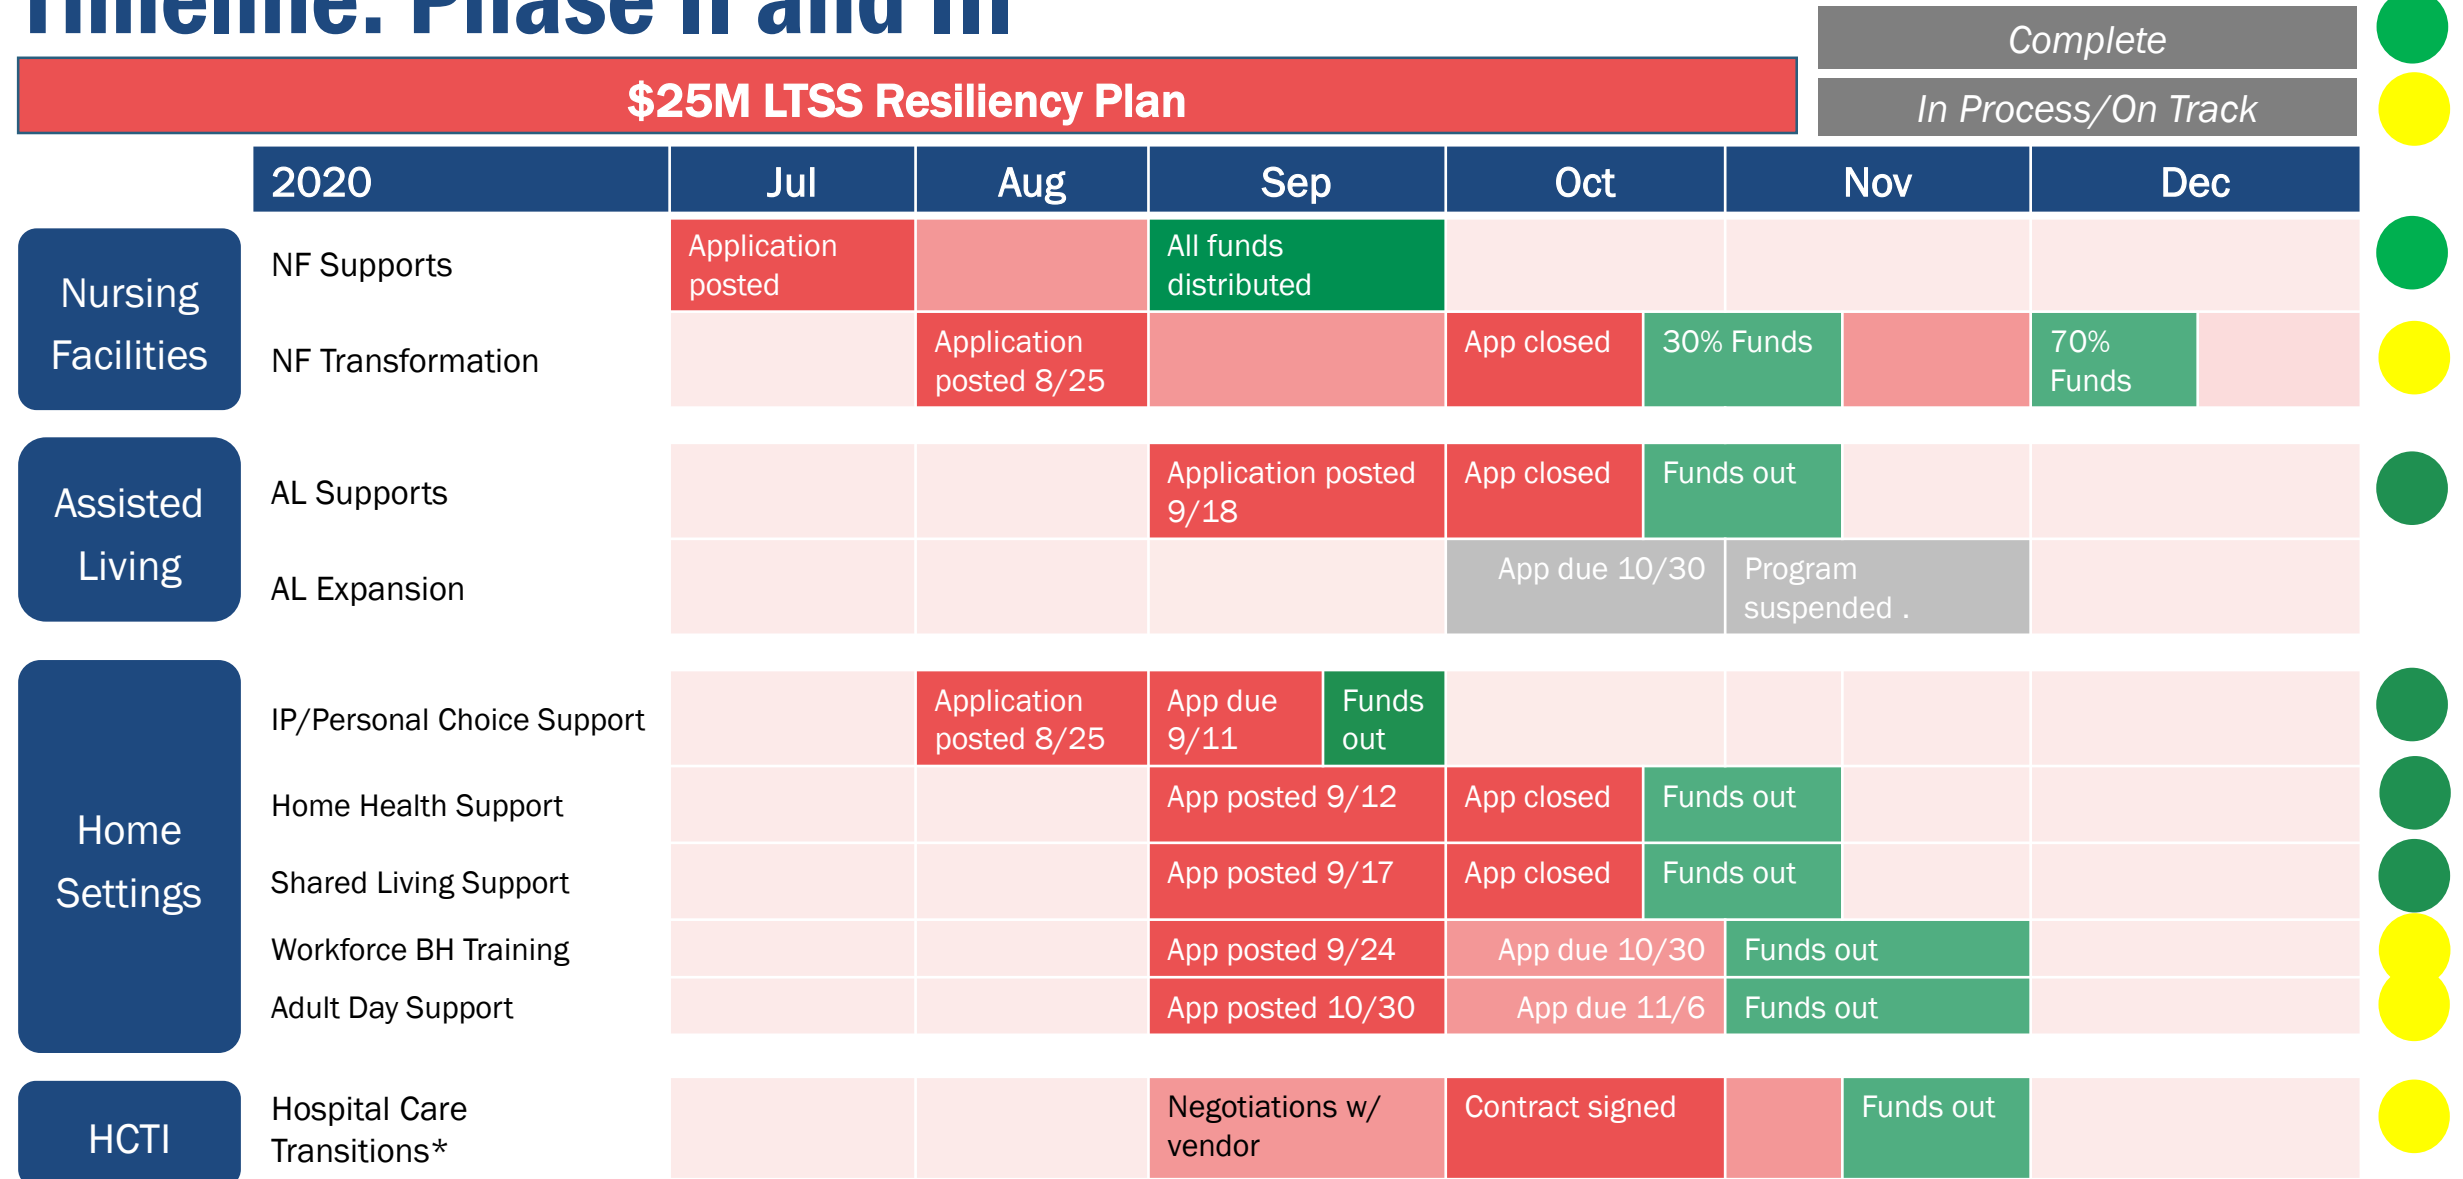 Timeline: Phase II and III
Complete
$25M LTSS Resiliency Plan
In Process/On Track
2020 Jul Aug Sep Oct Nov Dec
Nursing
Facilities
NF Supports
Application
posted
All funds
distributed
NF Transformation
Application
posted 8/25
App closed
30% Funds
70%
Funds
Assisted
Living
AL Supports
Application posted
9/18
App closed
Funds out
AL Expansion
App due 10/30
Program
suspended .
Home
Settings
IP/Personal Choice Support
Application
posted 8/25
App due
9/11
Funds
out
Home Health Support
App posted 9/12
App closed
Funds out
Shared Living Support
App posted 9/17
App closed
Funds out
Workforce BH Training
App posted 9/24
App due 10/30
Funds out
Adult Day Support
App posted 10/30
App due 11/6
Funds out
HCTI
Hospital Care
Transitions*
Negotiations w/
vendor
Contract signed
Funds out